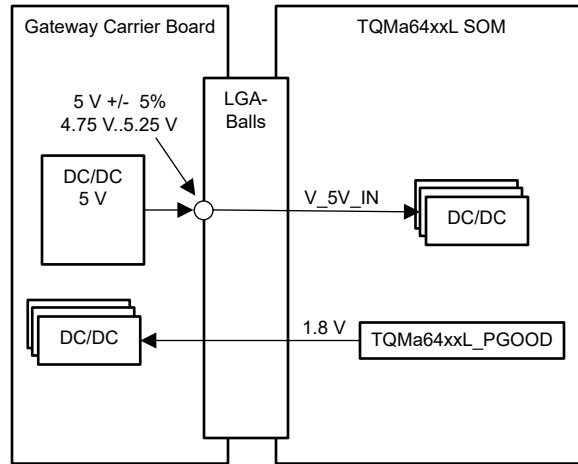 Gateway Carrier Board
TQMa64xxL SOM
5 V +/- 5%
4.75 V..5.25 V
LGA-
Balls
DC/DC
5 V
V_5V_IN
DC/DC
DC/DC
1.8 V
TQMa64xxL_PGOOD